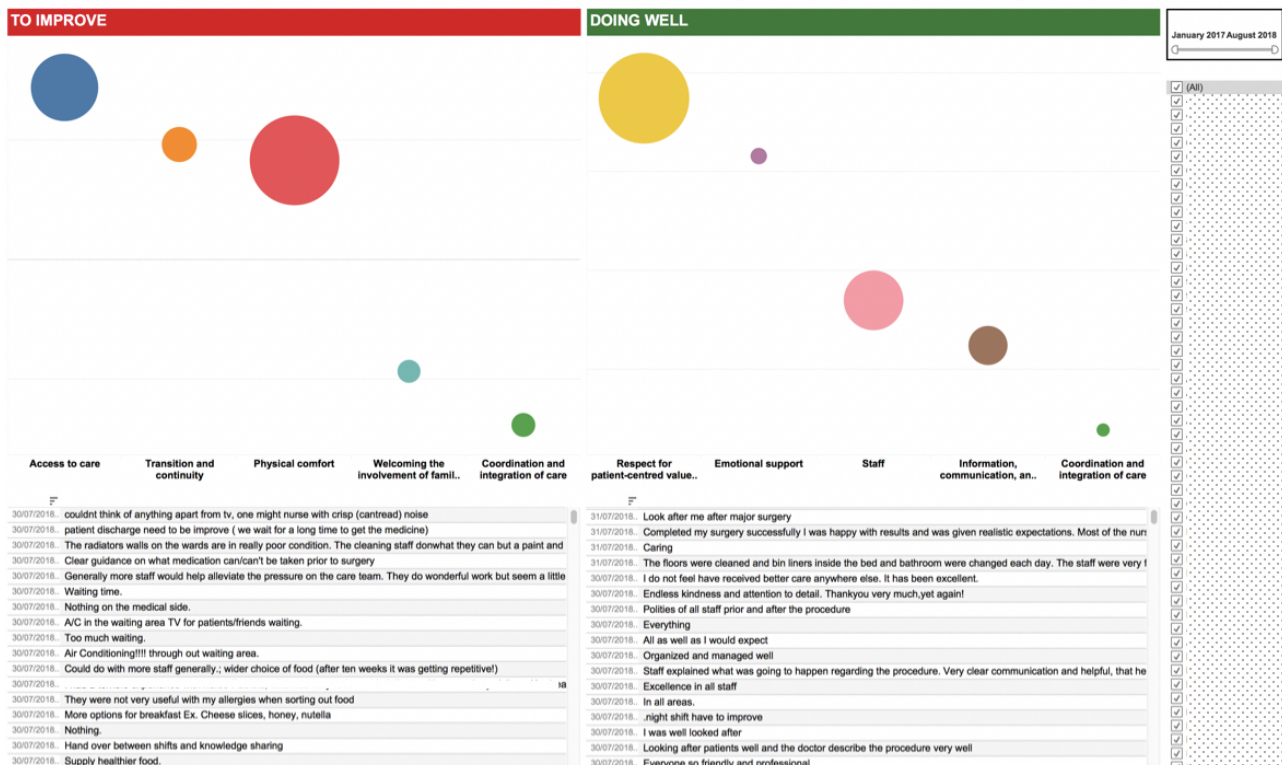 TO IMPROVE
Access to care
Transition and
continuity
Physical comfort
Welcoming the
involvement of famil..
Coordination and
integration of care
30/07/2018.. couldnt think of anything apart from tv, one might nurse with crisp (cantread) noise
30/07/2018.. patient discharge need to be improve ( we wait for a long time to get the medicine)
30/07/2018.. The radiators walls on the wards are in really poor condition. The cleaning staff donwhat they can but a paint and
30/07/2018.. Clear guidance on what medication can/can't be taken prior to surgery
30/07/2018.. Generally more staff would help alleviate the pressure on the care team. They do wonderful work but seem a little
30/07/2018.. Waiting time.
30/07/2018.. Nothing on the medical side.
30/07/2018.. A/C in the waiting area TV for patients/friends waiting.
30/07/2018.. Too much waiting.
30/07/2018.. Air Conditioning!!!! through out waiting area.
30/07/2018.. Could do with more staff generally.; wider choice of food (after ten weeks it was getting repetitive!)
30/07/2018..
30/07/2018.. They were not very useful with my allergies when sorting out food
30/07/2018.. More options for breakfast Ex. Cheese slices, honey, nutella
30/07/2018.. Nothing.
30/07/2018.. Hand over between shifts and knowledge sharing
30/07/2018.. Supply healthier food.
DOING WELL
Respect for
patient-centred value..
Emotional support
Staff
Information,
communication, an..
Coordination and
integration of care
31/07/2018.. Look after me after major surgery
31/07/2018.. Completed my surgery successfully I was happy with results and was given realistic expectations. Most of the nurs
31/07/2018.. Caring
31/07/2018.. The floors were cleaned and bin liners inside the bed and bathroom were changed each day. The staff were very f
30/07/2018.. I do not feel have received better care anywhere else. It has been excellent.
30/07/2018.. Endless kindness and attention to detail. Thankyou very much,yet again!
30/07/2018.. Polities of all staff prior and after the procedure
30/07/2018.. Everything
30/07/2018.. All as well as I would expect
30/07/2018.. Organized and managed well
30/07/2018.. Staff explained what was going to happen regarding the procedure. Very clear communication and helpful, that he
30/07/2018.. Excellence in all staff
30/07/2018.. In all areas.
30/07/2018.. .night shift have to improve
30/07/2018.. I was well looked after
30/07/2018.. Looking after patients well and the doctor describe the procedure very well
30/07/2018.. Everyone so friendly and professional
January 2017 August 2018
(All)